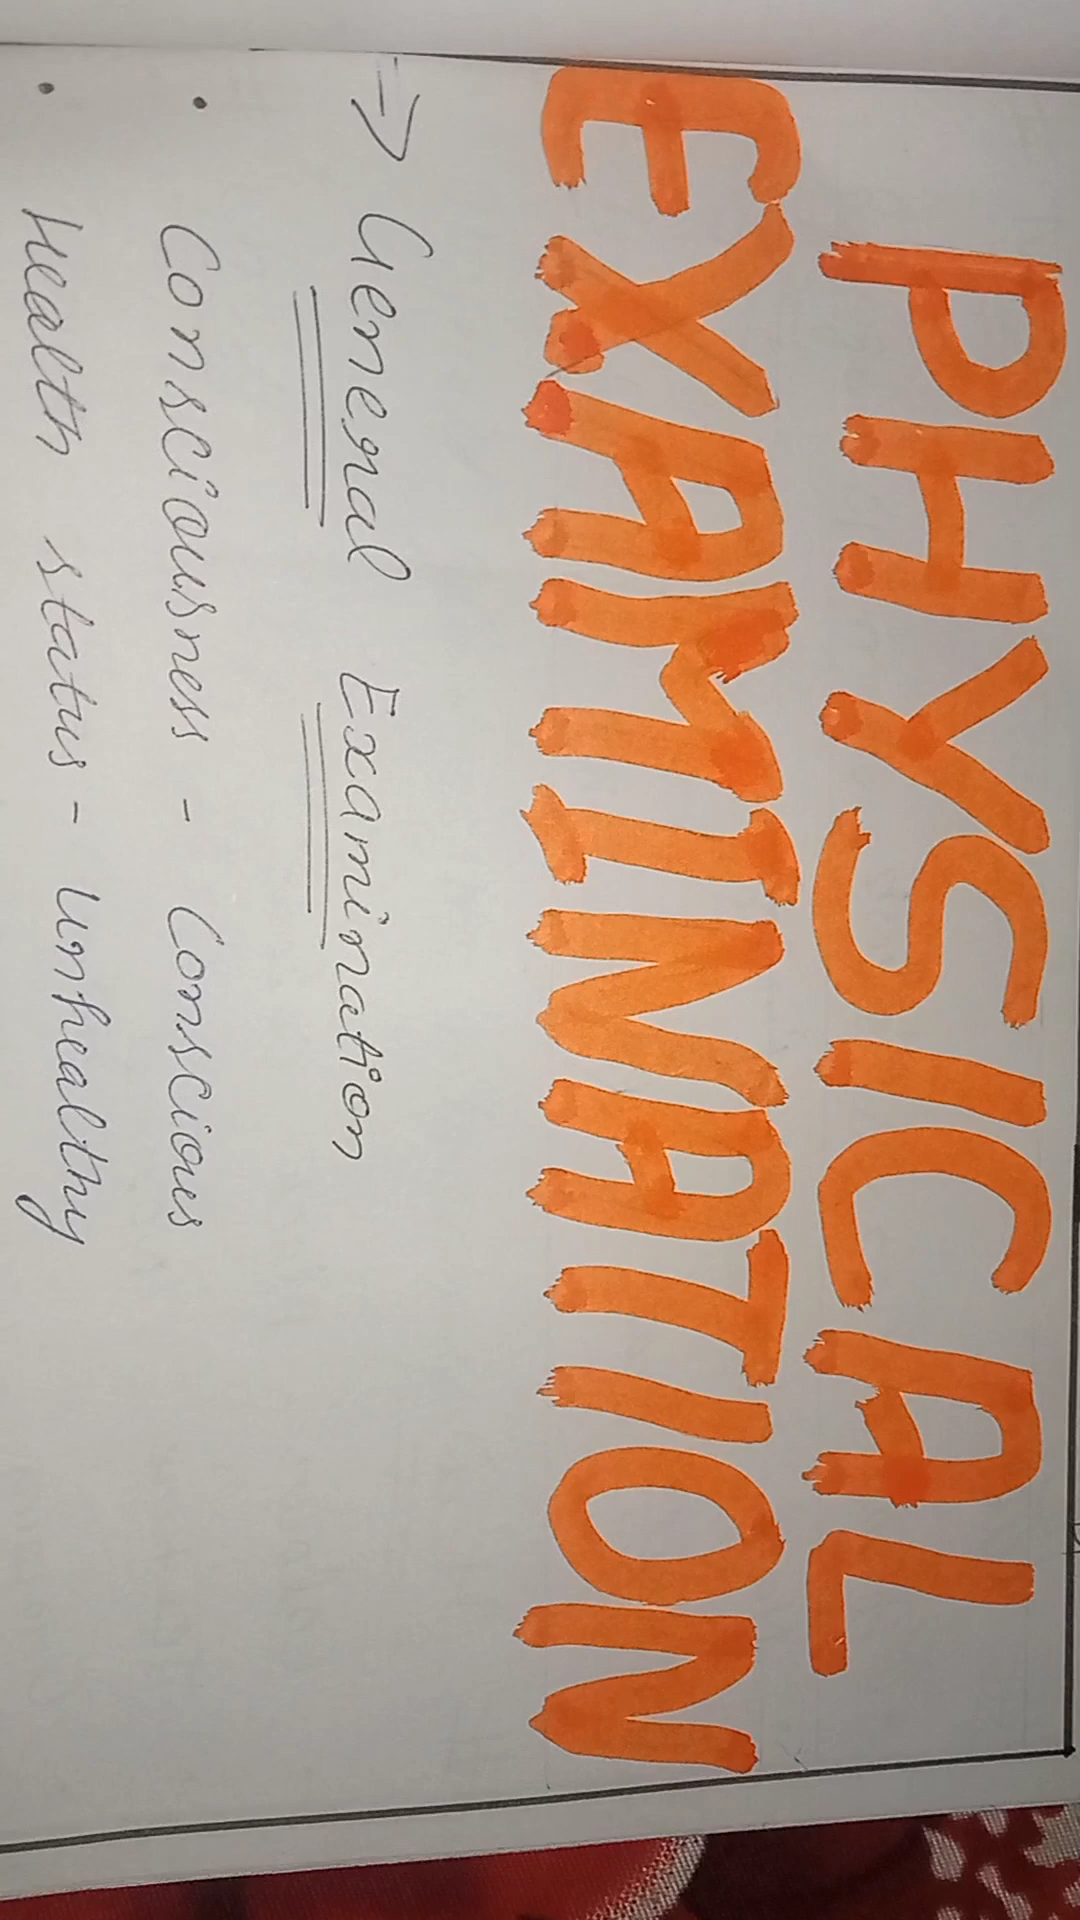 PHYSICAL
EXAMINATION
→ General Examination
• Consciousness - Conscious
• Health status - Unhealthy